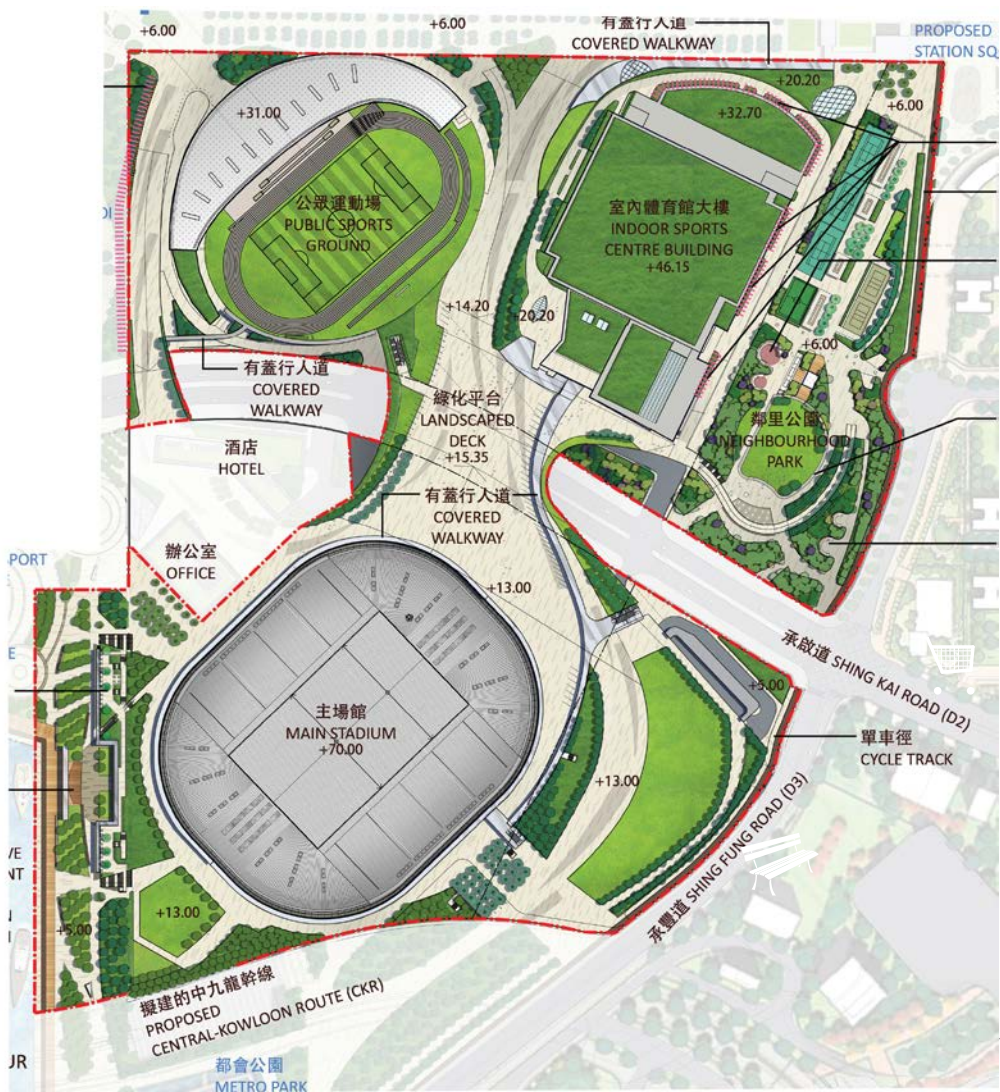 +6.00
+6.00
有蓋行人道
COVERED WALKWAY
PROPOSED
STATION SQ
+20.20
+6.00
+31.00
+32.70
公眾運動場
PUBLIC SPORTS
GROUND
室內體育館大樓
INDOOR SPORTS
CENTRE BUILDING
+46.15
+14.20
+20.20
+6.00
有蓋行人道
COVERED
WALKWAY
綠化平台
LANDSCAPED
DECK
+15.35
鄰里公園
NEIGHBOURHOOD
PARK
酒店
HOTEL
有蓋行人道
COVERED
WALKWAY
辦公室
OFFICE
PORT
E
+13.00
承啟道 SHING KAI ROAD (D2)
+5.00
主場館
MAIN STADIUM
+70.00
單車徑
CYCLE TRACK
+13.00
承豐道 SHING FUNG ROAD (D3)
VE
NT
N
+13.00
+5.00
擬建的中九龍幹線
PROPOSED
CENTRAL-KOWLOON ROUTE (CKR)
UR
都會公園
METRO PARK